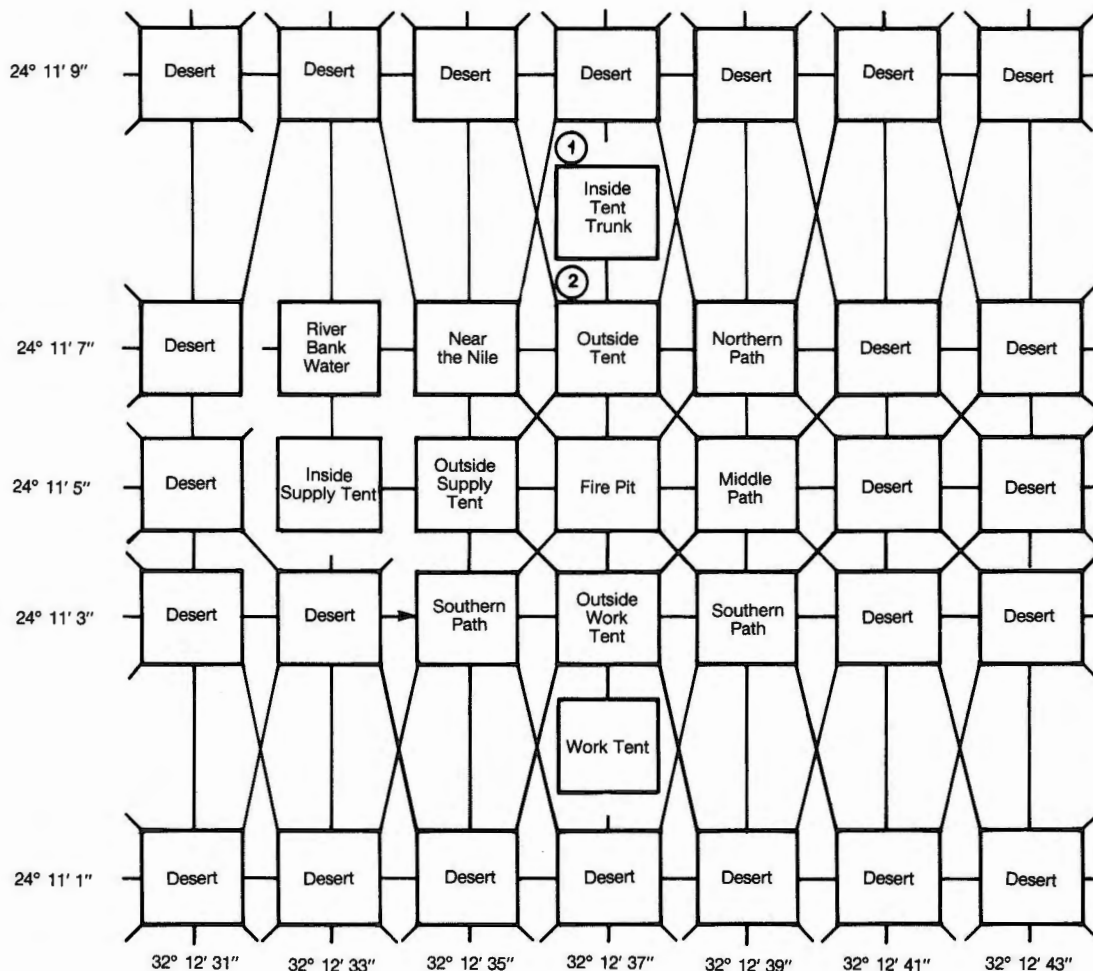 24° 11′ 9″
Desert
Desert
Desert
Desert
Desert
Desert
Desert
1
Inside
Tent
Trunk
2
24° 11′ 7″
Desert
River
Bank
Water
Near
the Nile
Outside
Tent
Northern
Path
Desert
Desert
24° 11′ 5″
Desert
Inside
Supply Tent
Outside
Supply
Tent
Fire Pit
Middle
Path
Desert
Desert
24° 11′ 3″
Desert
Desert
Southern
Path
Outside
Work
Tent
Southern
Path
Desert
Desert
Work Tent
24° 11′ 1″
Desert
Desert
Desert
Desert
Desert
Desert
Desert
32° 12′ 31″
32° 12′ 33″
32° 12′ 35″
32° 12′ 37″
32° 12′ 39″
32° 12′ 41″
32° 12′ 43″